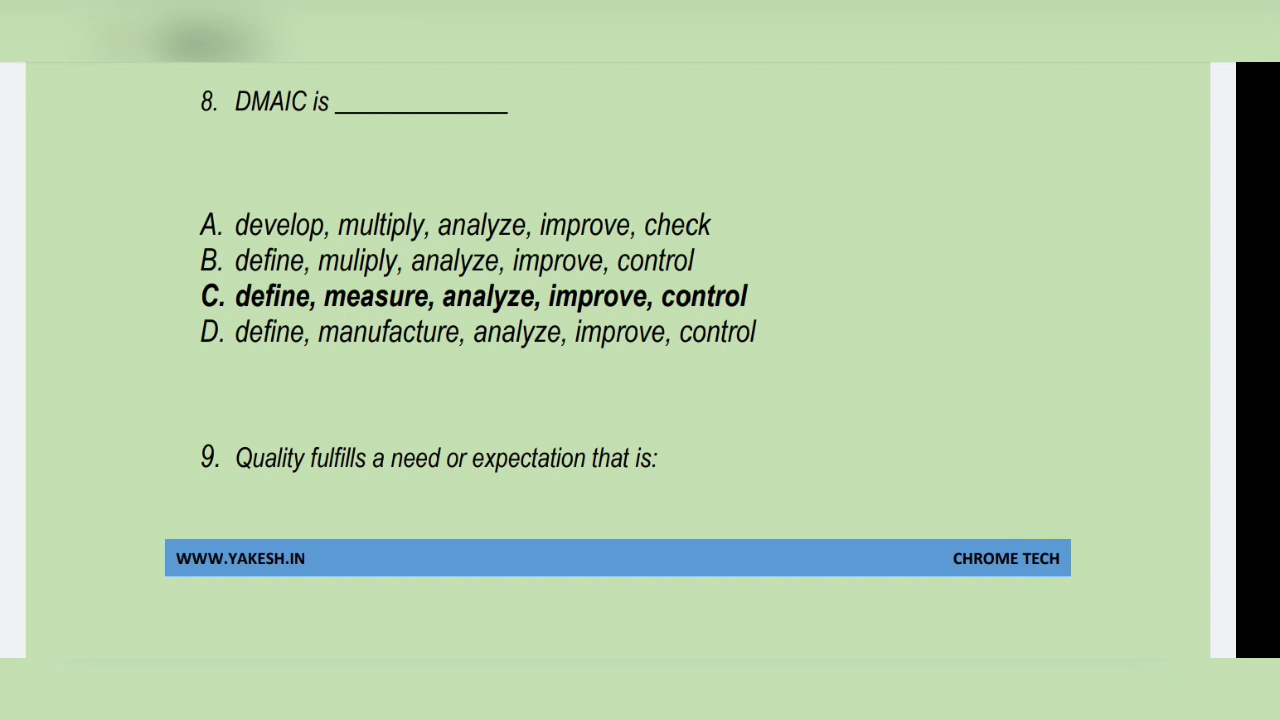 8. DMAIC is ______________
A. develop, multiply, analyze, improve, check
B. define, muliply, analyze, improve, control
C. define, measure, analyze, improve, control
D. define, manufacture, analyze, improve, control
9. Quality fulfills a need or expectation that is:
WWW.YAKESH.IN CHROME TECH